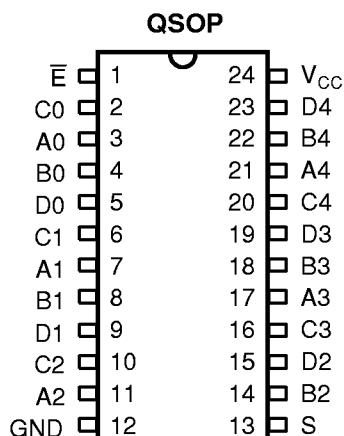 QSOP
E̅ 1 24 VCC
C0 2 23 D4
A0 3 22 B4
B0 4 21 A4
D0 5 20 C4
C1 6 19 D3
A1 7 18 B3
B1 8 17 A3
D1 9 16 C3
C2 10 15 D2
A2 11 14 B2
GND 12 13 S